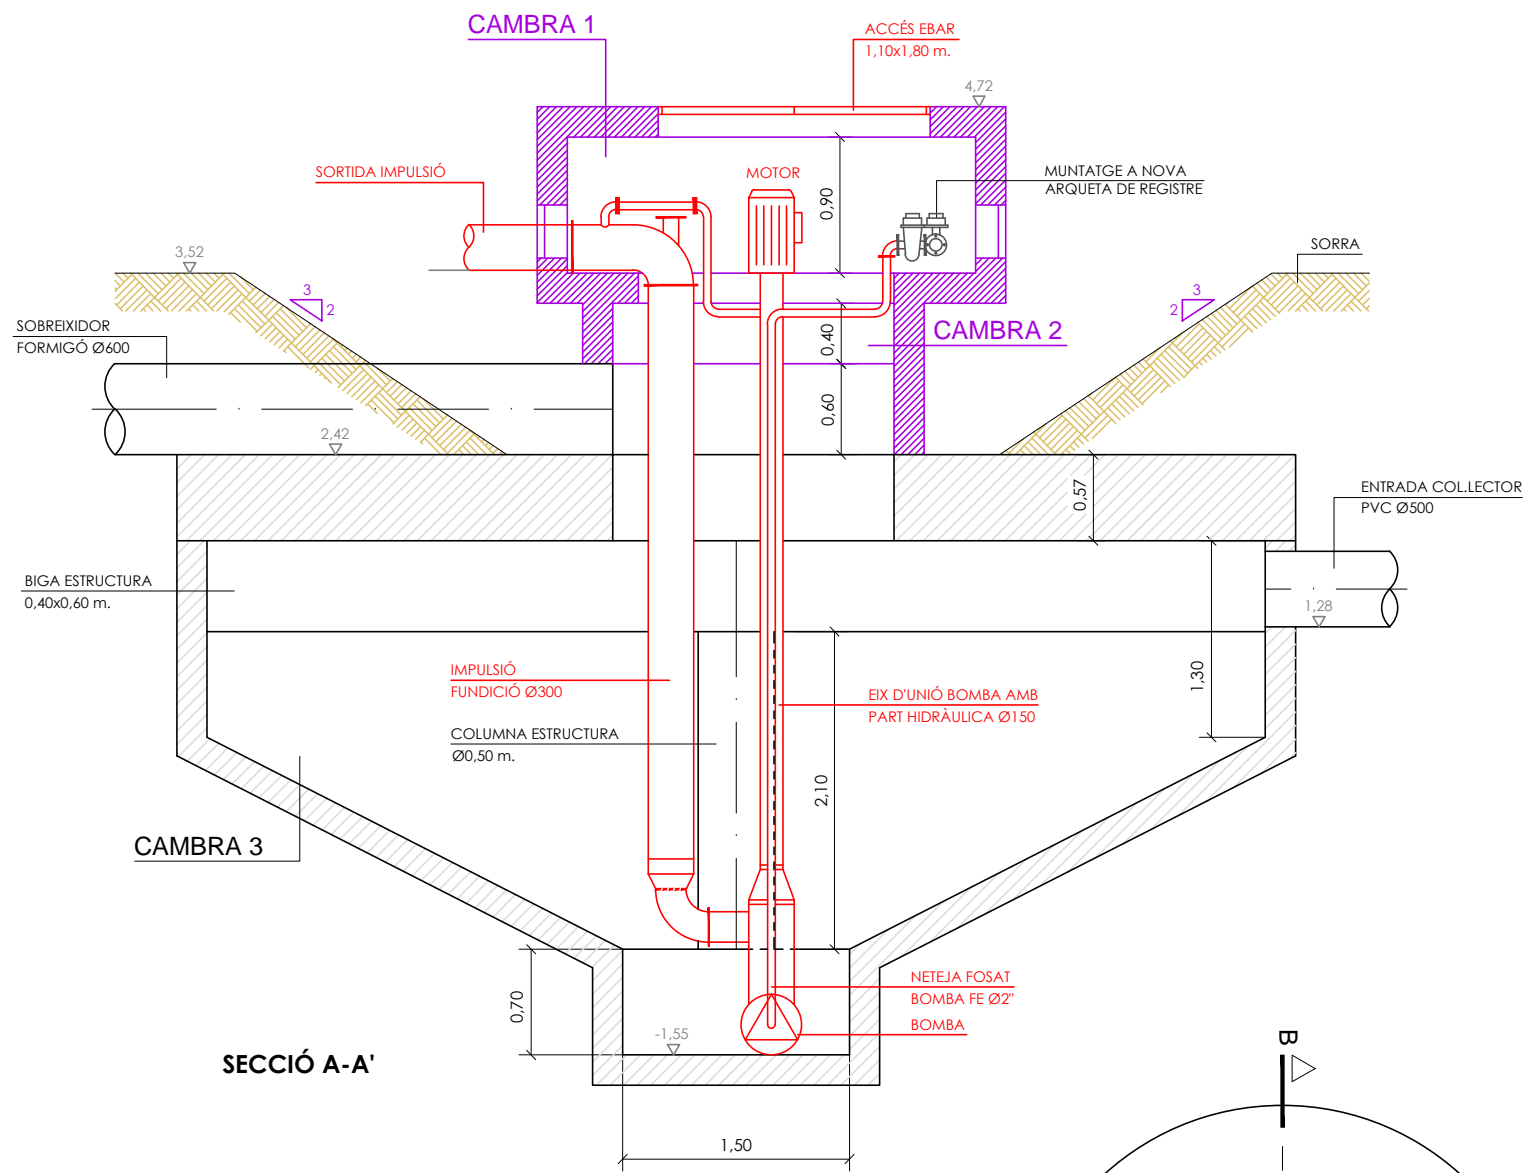 CAMBRA 1
ACCÉS EBAR
1,10x1,80 m.
4,72
SORTIDA IMPULSIÓ
MOTOR
MUNTATGE A NOVA
ARQUETA DE REGISTRE
0,90
3,52
SORRA
3
2
3
2
SOBREIXIDOR
FORMIGÓ Ø600
0,40
CAMBRA 2
0,60
2,42
0,57
ENTRADA COL.LECTOR
PVC Ø500
BIGA ESTRUCTURA
0,40x0,60 m.
1,28
IMPULSIÓ
FUNDICIÓ Ø300
1,30
EIX D'UNIÓ BOMBA AMB
PART HIDRÀULICA Ø150
COLUMNA ESTRUCTURA
Ø0,50 m.
2,10
CAMBRA 3
NETEJA FOSAT
BOMBA FE Ø2"
BOMBA
0,70
-1,55
SECCIÓ A-A'
B
1,50